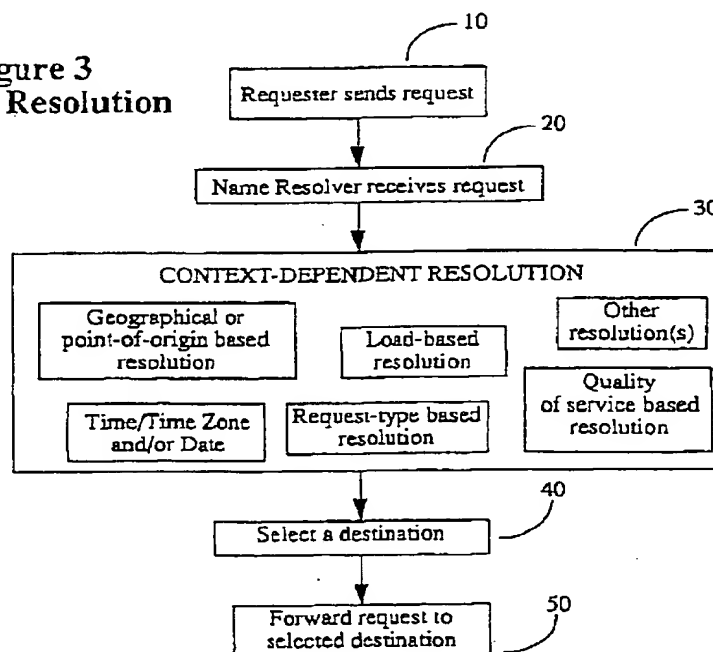 10
gure 3
Resolution
Requester sends request
20
Name Resolver receives request
30
CONTEXT-DEPENDENT RESOLUTION
Geographical or
point-of-origin based
resolution
Load-based
resolution
Other
resolution(s)
Time/Time Zone
and/or Date
Request-type based
resolution
Quality
of service based
resolution
40
Select a destination
50
Forward request to
selected destination